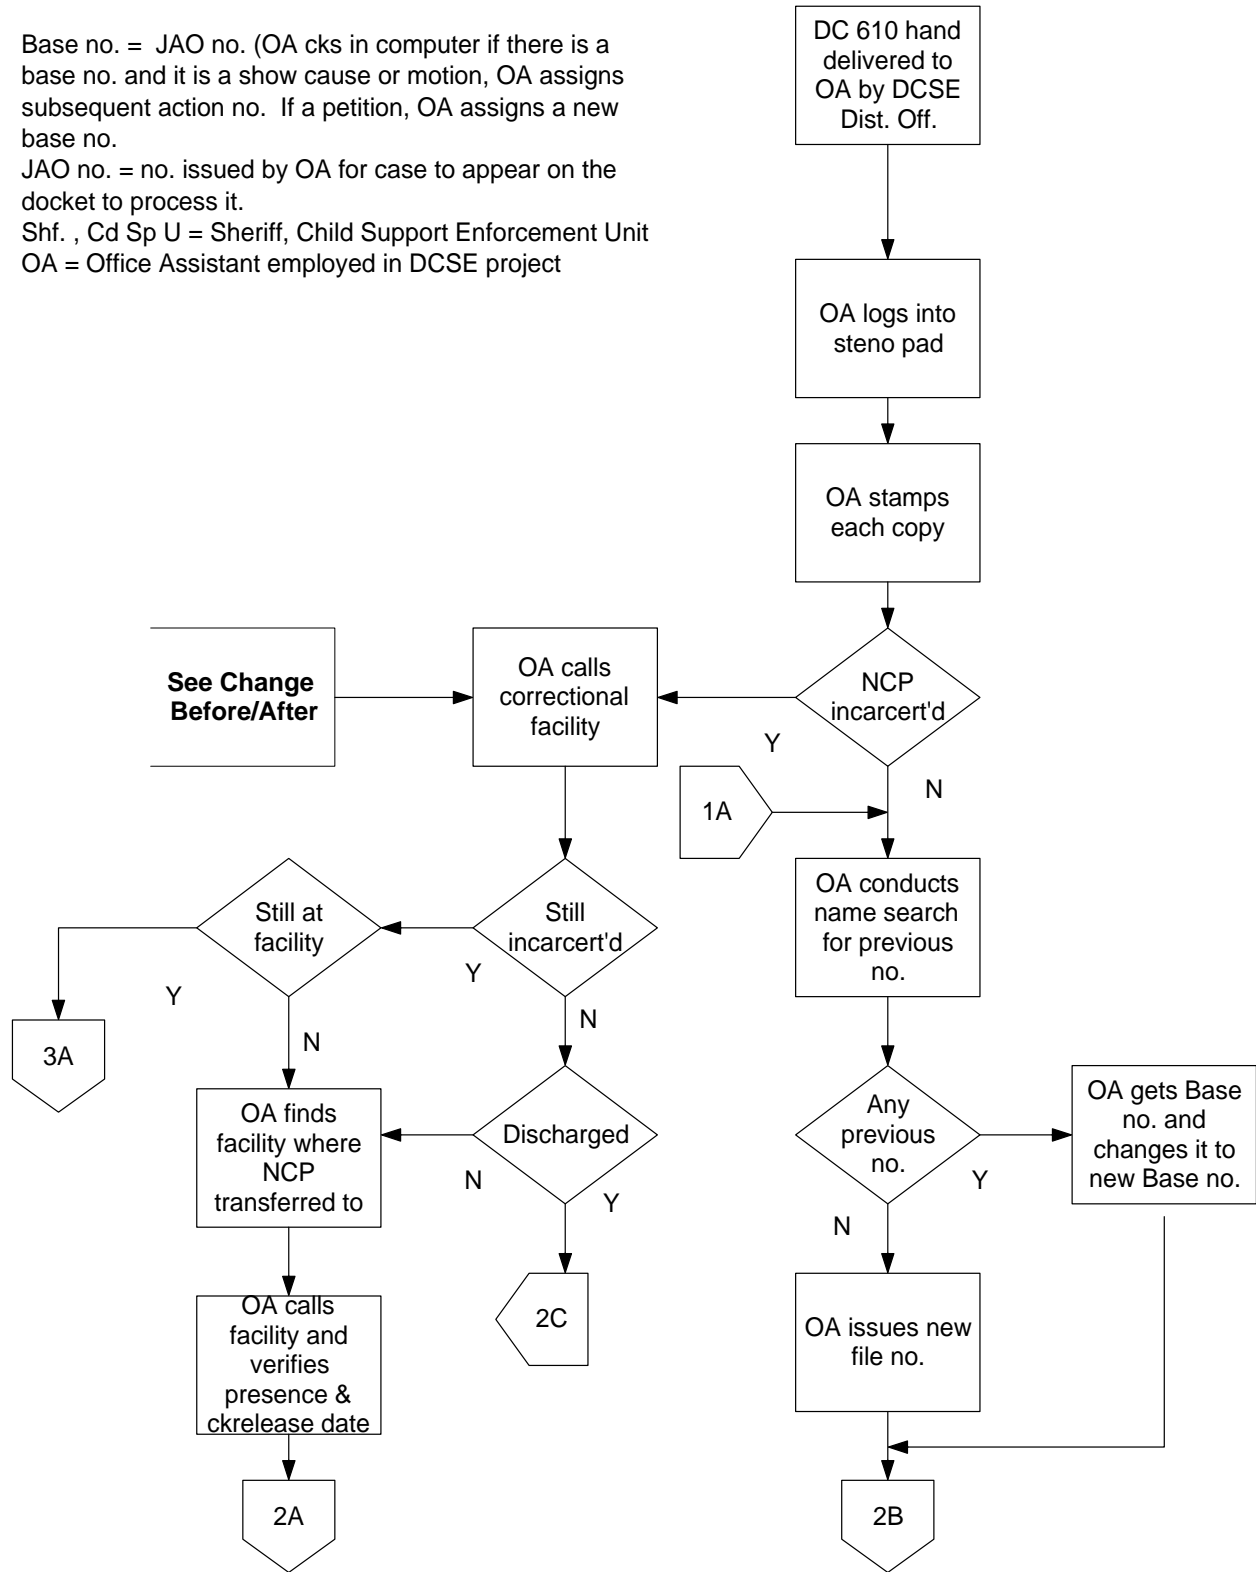 Base no. =  JAO no. (OA cks in computer if there is a
base no. and it is a show cause or motion, OA assigns
subsequent action no.  If a petition, OA assigns a new
base no.
JAO no. = no. issued by OA for case to appear on the
docket to process it.
Shf. , Cd Sp U = Sheriff, Child Support Enforcement Unit
OA = Office Assistant employed in DCSE project
DC 610 hand
delivered to
OA by DCSE
Dist. Off.
OA logs into
steno pad
OA stamps
each copy
NCP
incarcert'd
Y
N
See Change
Before/After
OA calls
correctional
facility
1A
OA conducts
name search
for previous
no.
Still
incarcert'd
Y
N
Still at
facility
Y
N
3A
OA finds
facility where
NCP
transferred to
Discharged
N
Y
Any
previous
no.
Y
N
OA gets Base
no. and
changes it to
new Base no.
OA calls
facility and
verifies
presence &
ckrelease date
2C
OA issues new
file no.
2A
2B